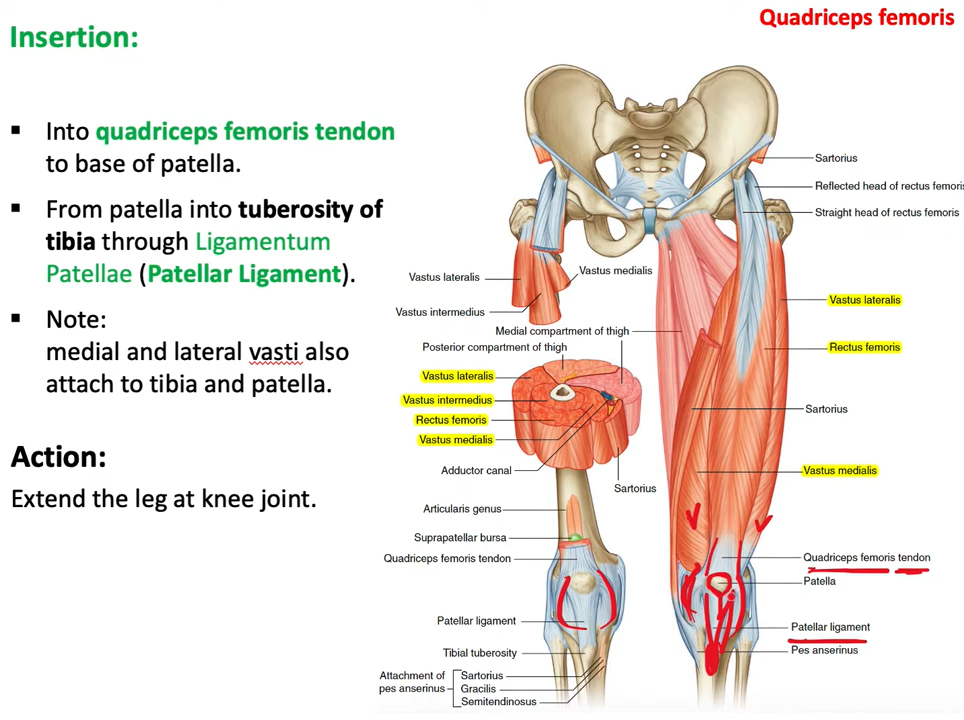 Quadriceps femoris
Insertion:
▪ Into quadriceps femoris tendon
to base of patella.
▪ From patella into tuberosity of
tibia through Ligamentum
Patellae (Patellar Ligament).
▪ Note:
medial and lateral vasti also
attach to tibia and patella.
Action:
Extend the leg at knee joint.
Sartorius
Reflected head of rectus femoris
Straight head of rectus femoris
Vastus lateralis
Vastus medialis
Vastus intermedius
Medial compartment of thigh
Posterior compartment of thigh
Vastus lateralis
Vastus intermedius
Rectus femoris
Vastus medialis
Adductor canal
Sartorius
Articularis genus
Suprapatellar bursa
Quadriceps femoris tendon
Patellar ligament
Tibial tuberosity
Attachment of
pes anserinus
Sartorius
Gracilis
Semitendinosus
Vastus lateralis
Rectus femoris
Sartorius
Vastus medialis
Quadriceps femoris tendon
Patella
Patellar ligament
Pes anserinus